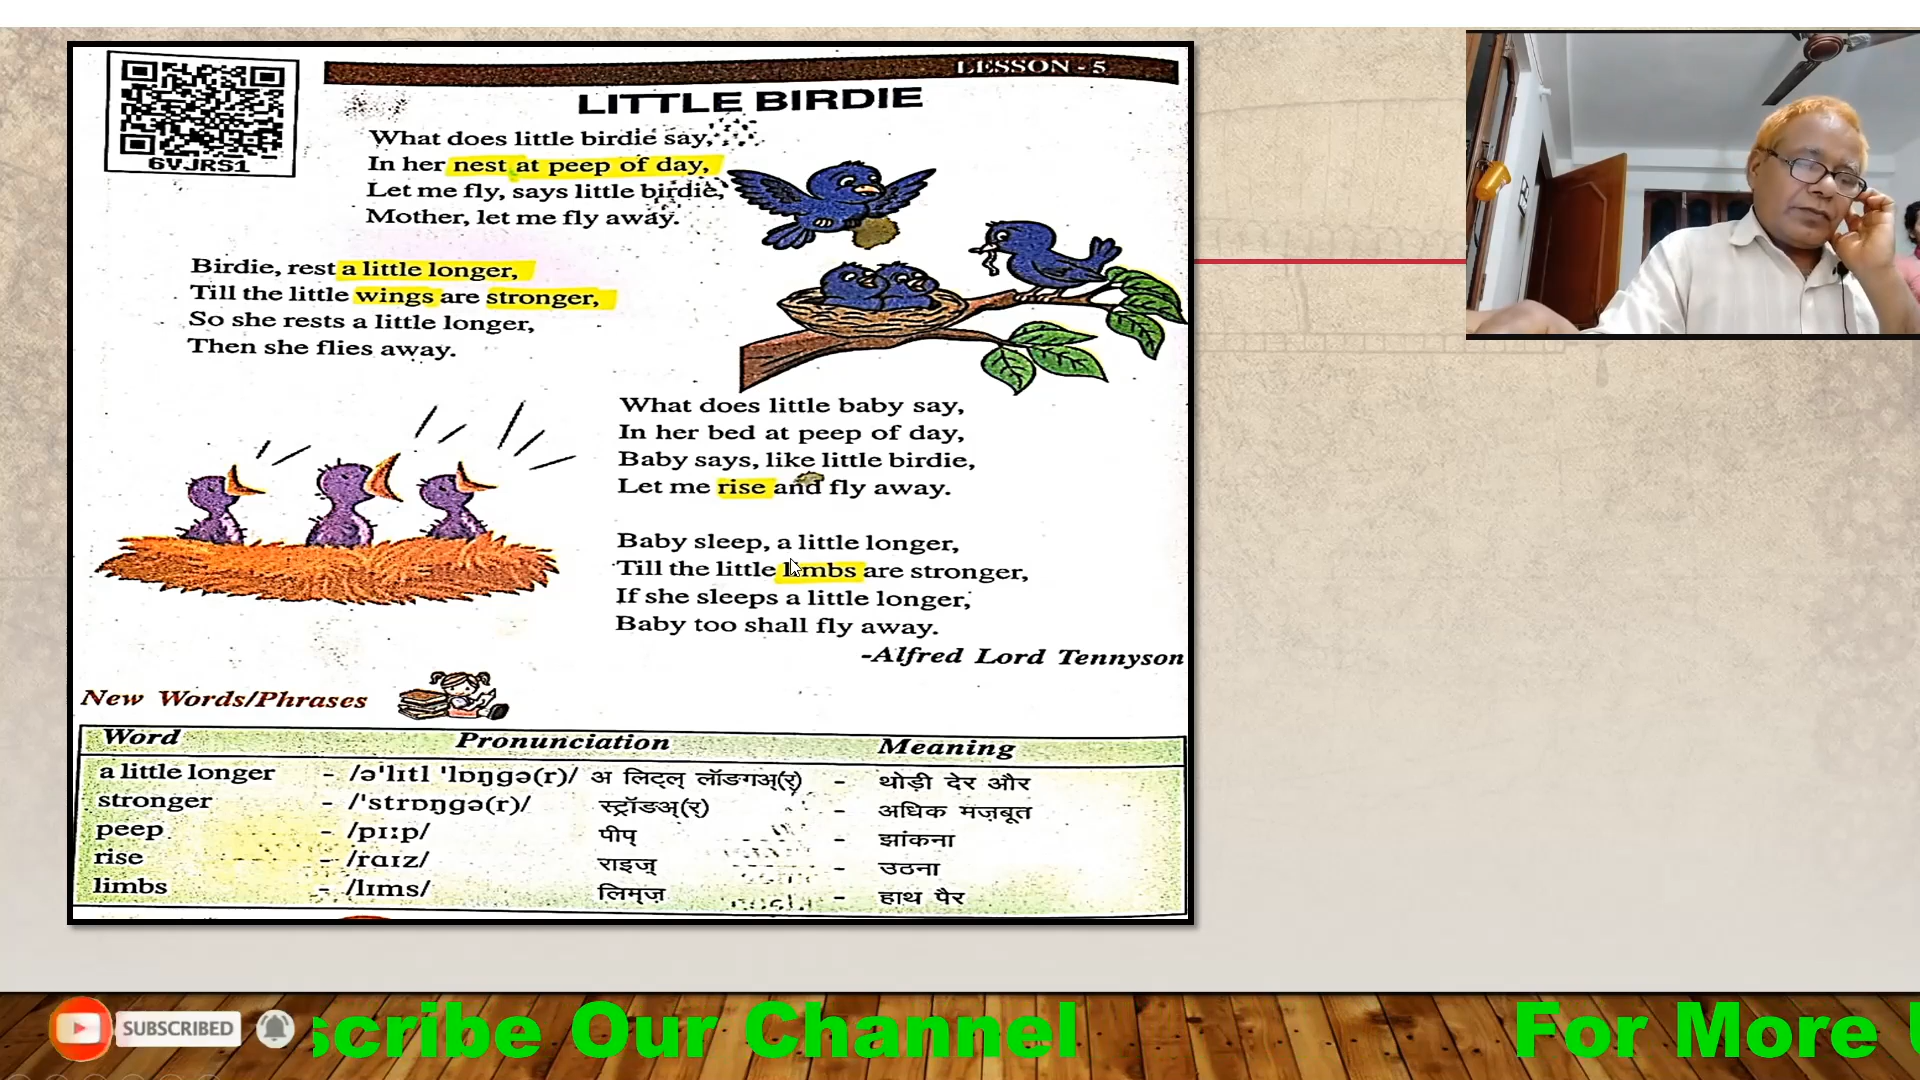 LESSON - 5
LITTLE BIRDIE
6VJRS1
What does little birdie say,
In her nest at peep of day,
Let me fly, says little birdie,
Mother, let me fly away.
Birdie, rest a little longer,
Till the little wings are stronger,
So she rests a little longer,
Then she flies away.
What does little baby say,
In her bed at peep of day,
Baby says, like little birdie,
Let me rise and fly away.
Baby sleep, a little longer,
Till the little limbs are stronger,
If she sleeps a little longer,
Baby too shall fly away.
-Alfred Lord Tennyson
New Words/Phrases
Word Pronunciation Meaning
a little longer - /ə'lɪtl 'lɒŋgə(r)/ अ लिट्ल् लॉङगअ(र्) - थोड़ी देर और
stronger - /'strɒŋgə(r)/ स्ट्रॉङअ(र्) - अधिक मज़बूत
peep - /pɪːp/ पीप् - झांकना
rise - /rɑɪz/ राइज़् - उठना
limbs - /lɪms/ लिम्ज़ - हाथ पैर
SUBSCRIBED
scribe Our Channel For More